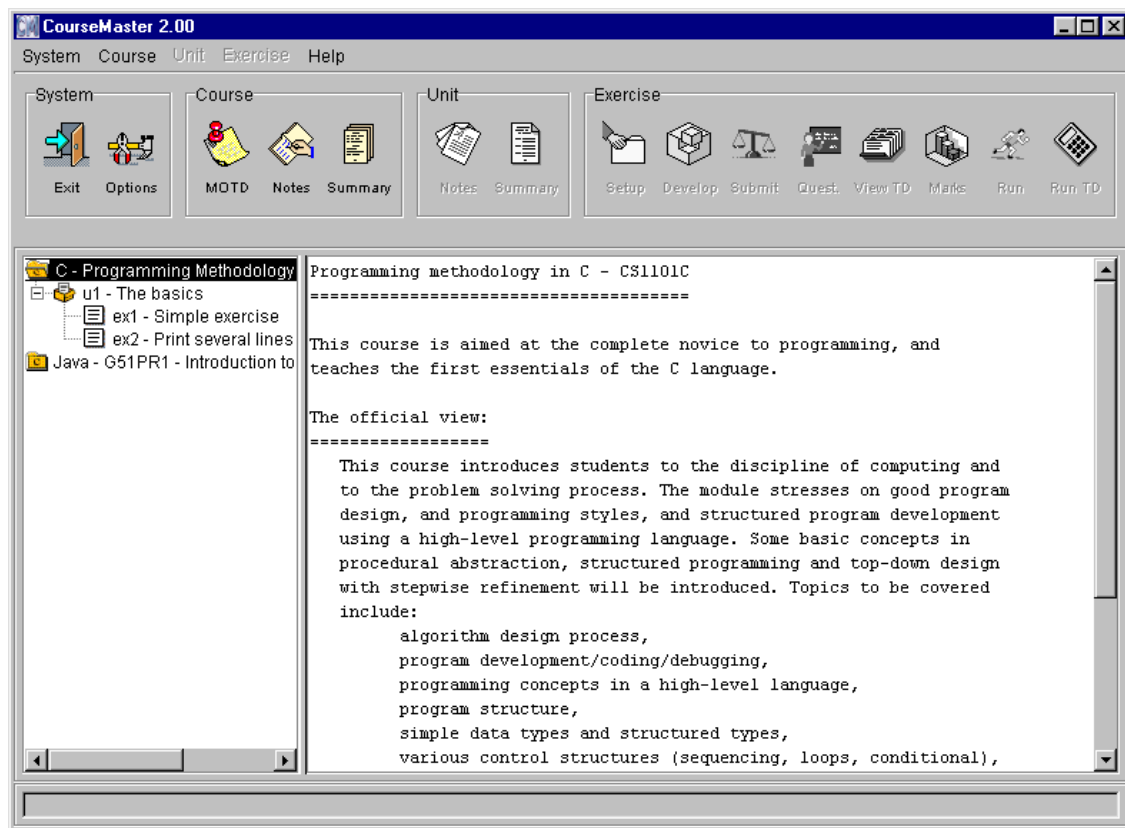 CourseMaster 2.00
System Course Unit Exercise Help
System Course Unit Exercise
Exit Options MOTD Notes Summary Notes Summary Setup Develop Submit Quest. View TD Marks Run Run TD
C - Programming Methodology
u1 - The basics
ex1 - Simple exercise
ex2 - Print several lines
Java - G51PR1 - Introduction to
Programming methodology in C - CS1101C
======================================
This course is aimed at the complete novice to programming, and
teaches the first essentials of the C language.
The official view:
==================
This course introduces students to the discipline of computing and
to the problem solving process. The module stresses on good program
design, and programming styles, and structured program development
using a high-level programming language. Some basic concepts in
procedural abstraction, structured programming and top-down design
with stepwise refinement will be introduced. Topics to be covered
include:
algorithm design process,
program development/coding/debugging,
programming concepts in a high-level language,
program structure,
simple data types and structured types,
various control structures (sequencing, loops, conditional),